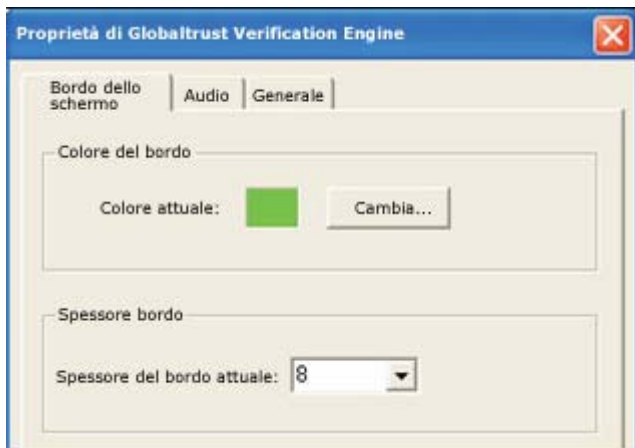 Proprietà di Globaltrust Verification Engine
Bordo dello
schermo
Audio
Generale
Colore del bordo
Colore attuale:
Cambia...
Spessore bordo
Spessore del bordo attuale:
8